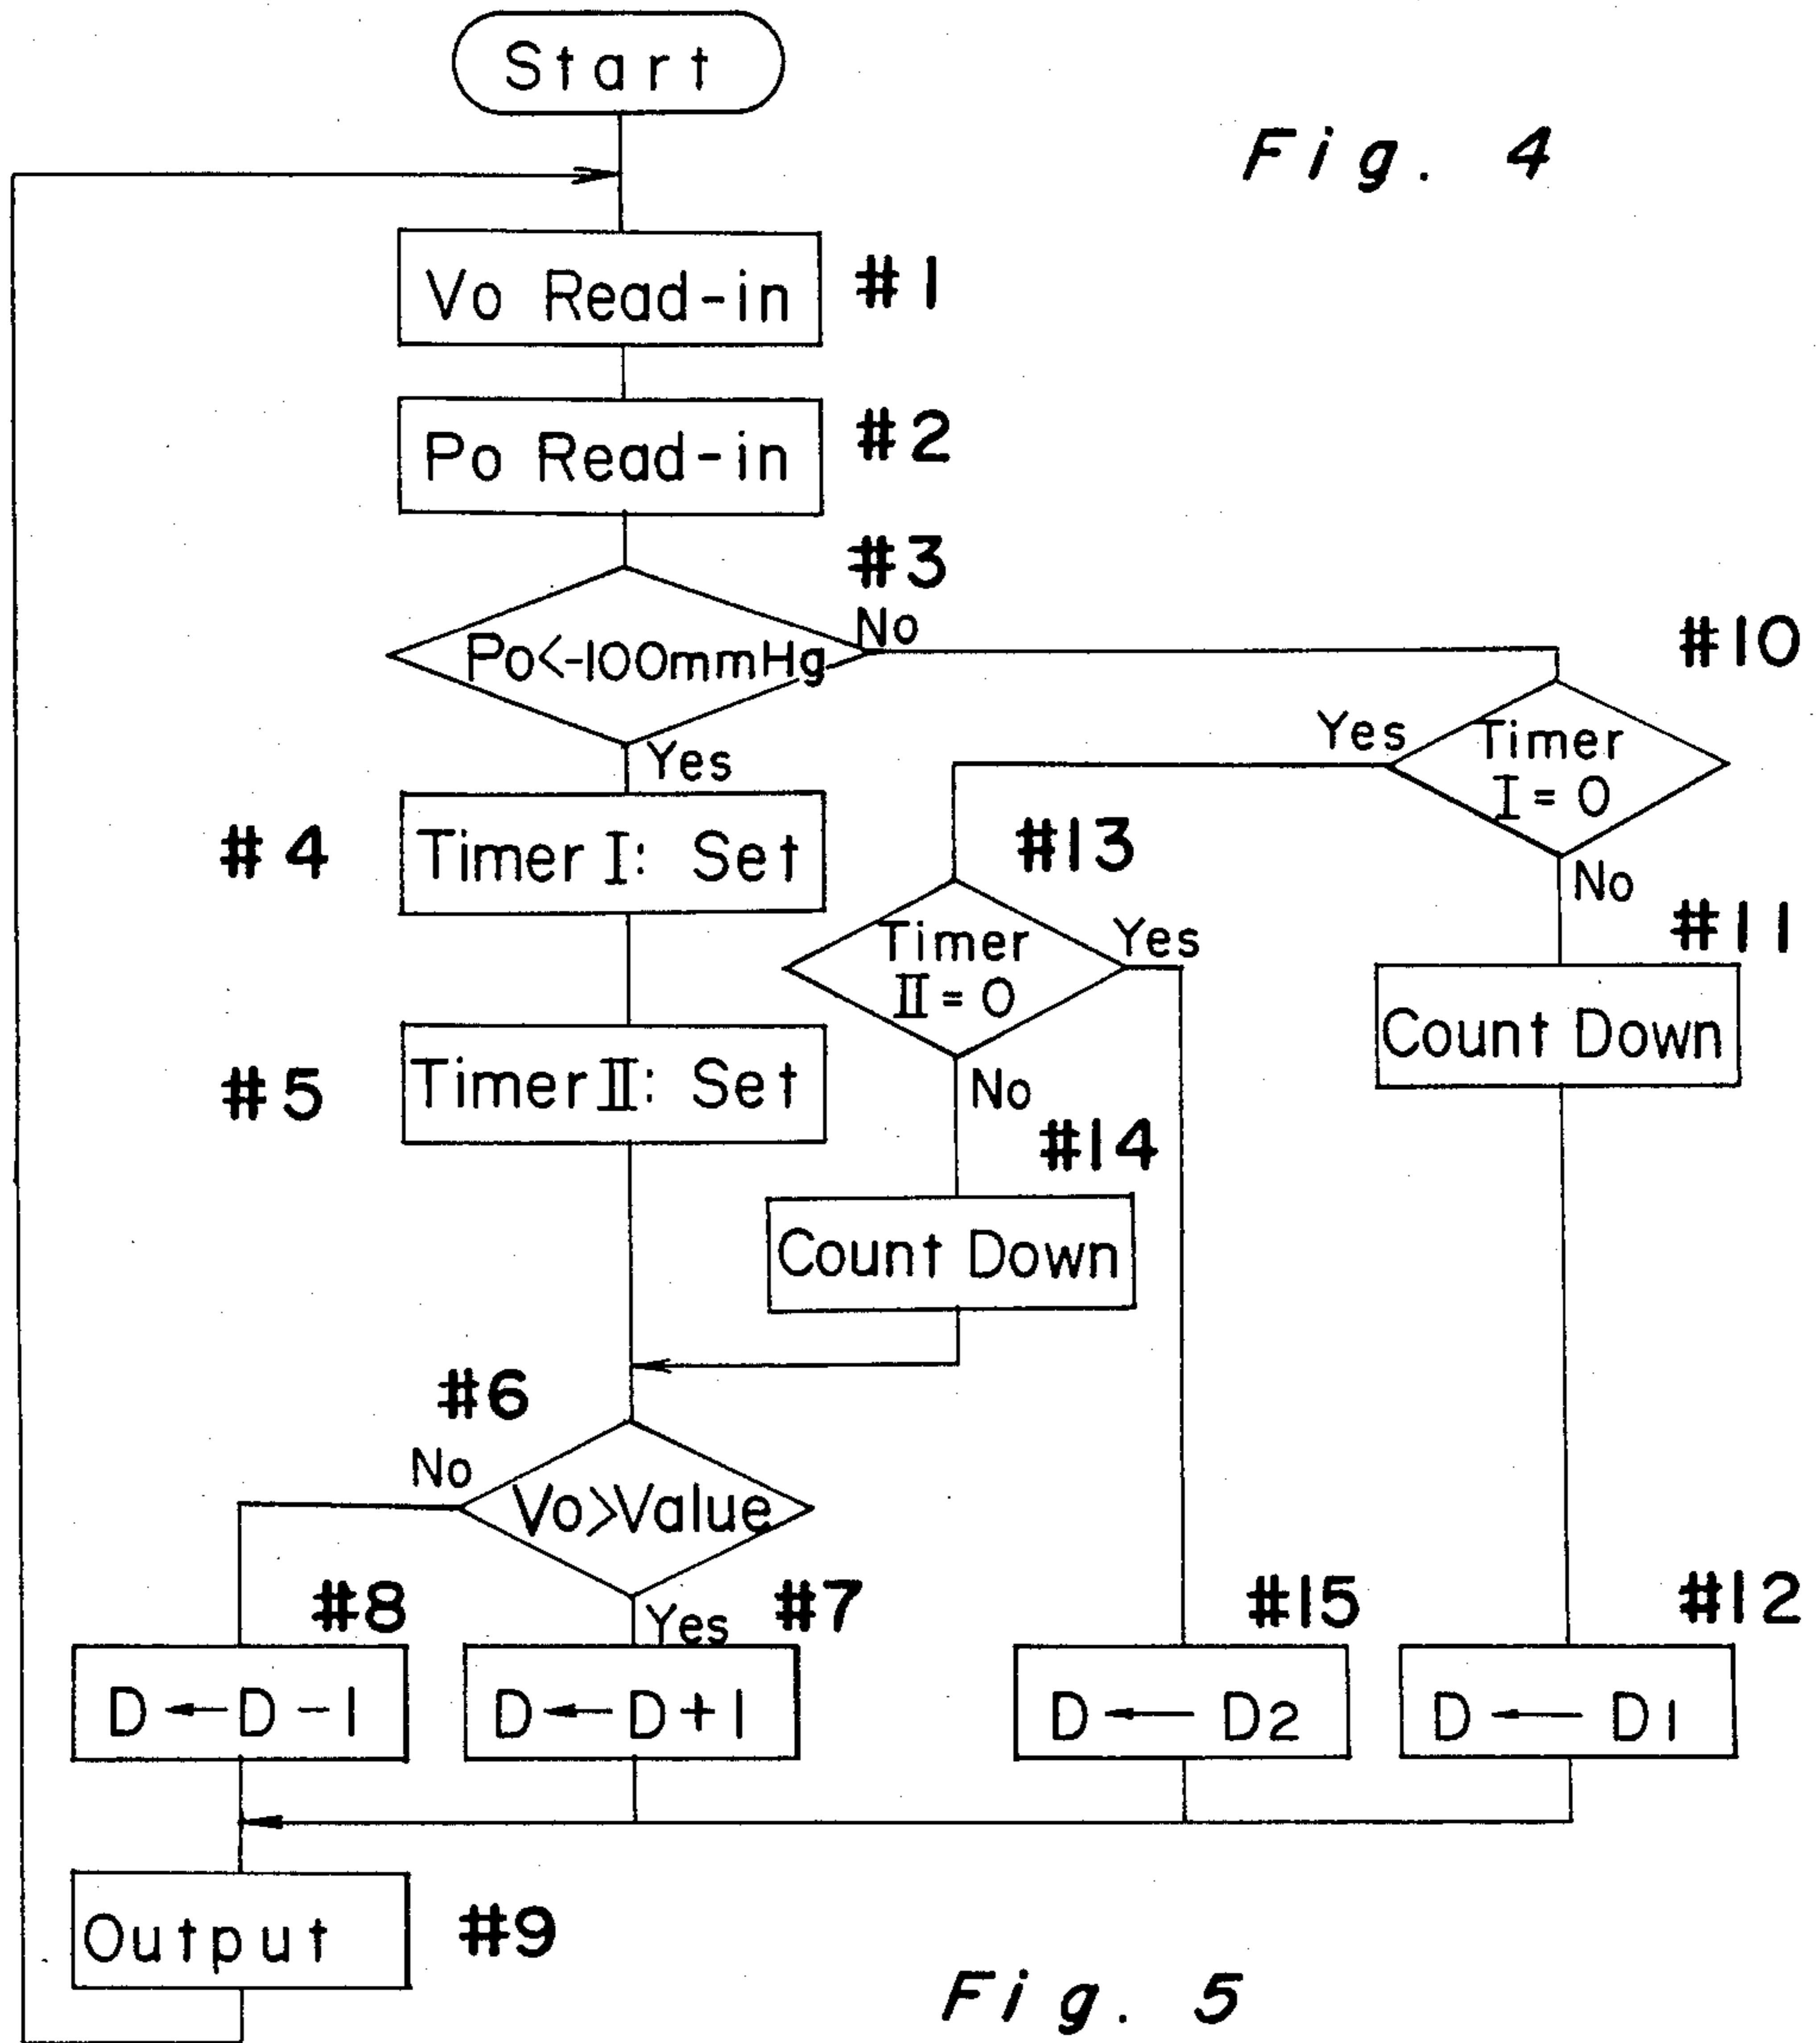 Start
Fig. 4
Vo Read-in
#1
Po Read-in
#2
#3
Po<-100mmHg
No
Yes
#10
Timer
I = 0
Yes
No
#4
Timer I: Set
#13
Timer
II = 0
Yes
No
#11
Count Down
#5
Timer II: Set
#14
Count Down
#6
Vo>Value
No
Yes
#8
D ← D - 1
#7
D ← D + 1
#15
D ← D2
#12
D ← D1
Output
#9
Fig. 5